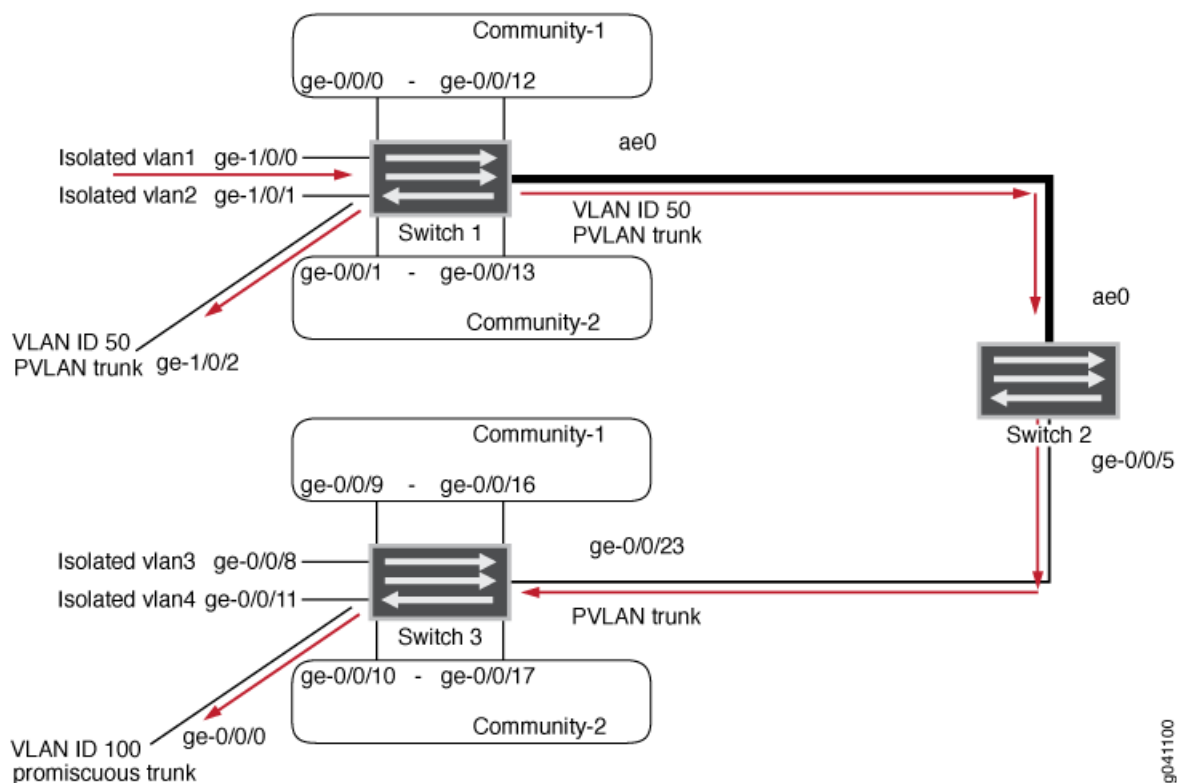 Community-1
ge-0/0/0 - ge-0/0/12
ae0
Isolated vlan1 ge-1/0/0
Isolated vlan2 ge-1/0/1
VLAN ID 50
PVLAN trunk
Switch 1
ge-0/0/1 - ge-0/0/13
Community-2
VLAN ID 50
PVLAN trunk
ge-1/0/2
ae0
Switch 2
ge-0/0/5
Community-1
ge-0/0/9 - ge-0/0/16
ge-0/0/23
Isolated vlan3 ge-0/0/8
Isolated vlan4 ge-0/0/11
PVLAN trunk
Switch 3
ge-0/0/10 - ge-0/0/17
Community-2
ge-0/0/0
VLAN ID 100
promiscuous trunk
g041100